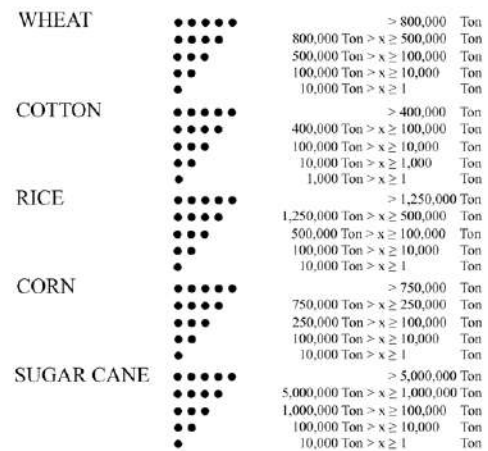 WHEAT ●●●●● > 800,000 Ton
●●●● 800,000 Ton > x ≥ 500,000 Ton
●●● 500,000 Ton > x ≥ 100,000 Ton
●● 100,000 Ton > x ≥ 10,000 Ton
● 10,000 Ton > x ≥ 1 Ton
COTTON ●●●●● > 400,000 Ton
●●●● 400,000 Ton > x ≥ 100,000 Ton
●●● 100,000 Ton > x ≥ 10,000 Ton
●● 10,000 Ton > x ≥ 1,000 Ton
● 1,000 Ton > x ≥ 1 Ton
RICE ●●●●● > 1,250,000 Ton
●●●● 1,250,000 Ton > x ≥ 500,000 Ton
●●● 500,000 Ton > x ≥ 100,000 Ton
●● 100,000 Ton > x ≥ 10,000 Ton
● 10,000 Ton > x ≥ 1 Ton
CORN ●●●●● > 750,000 Ton
●●●● 750,000 Ton > x ≥ 250,000 Ton
●●● 250,000 Ton > x ≥ 100,000 Ton
●● 100,000 Ton > x ≥ 10,000 Ton
● 10,000 Ton > x ≥ 1 Ton
SUGAR CANE ●●●●● > 5,000,000 Ton
●●●● 5,000,000 Ton > x ≥ 1,000,000 Ton
●●● 1,000,000 Ton > x ≥ 100,000 Ton
●● 100,000 Ton > x ≥ 10,000 Ton
● 10,000 Ton > x ≥ 1 Ton